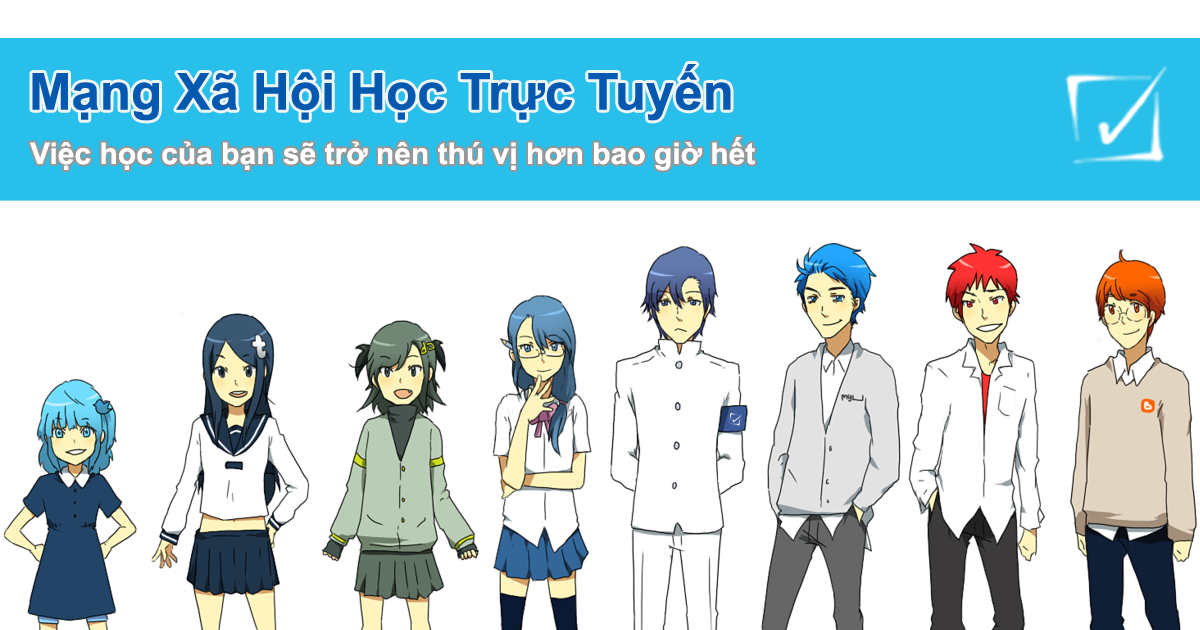 Mạng Xã Hội Học Trực Tuyến
Việc học của bạn sẽ trở nên thú vị hơn bao giờ hết